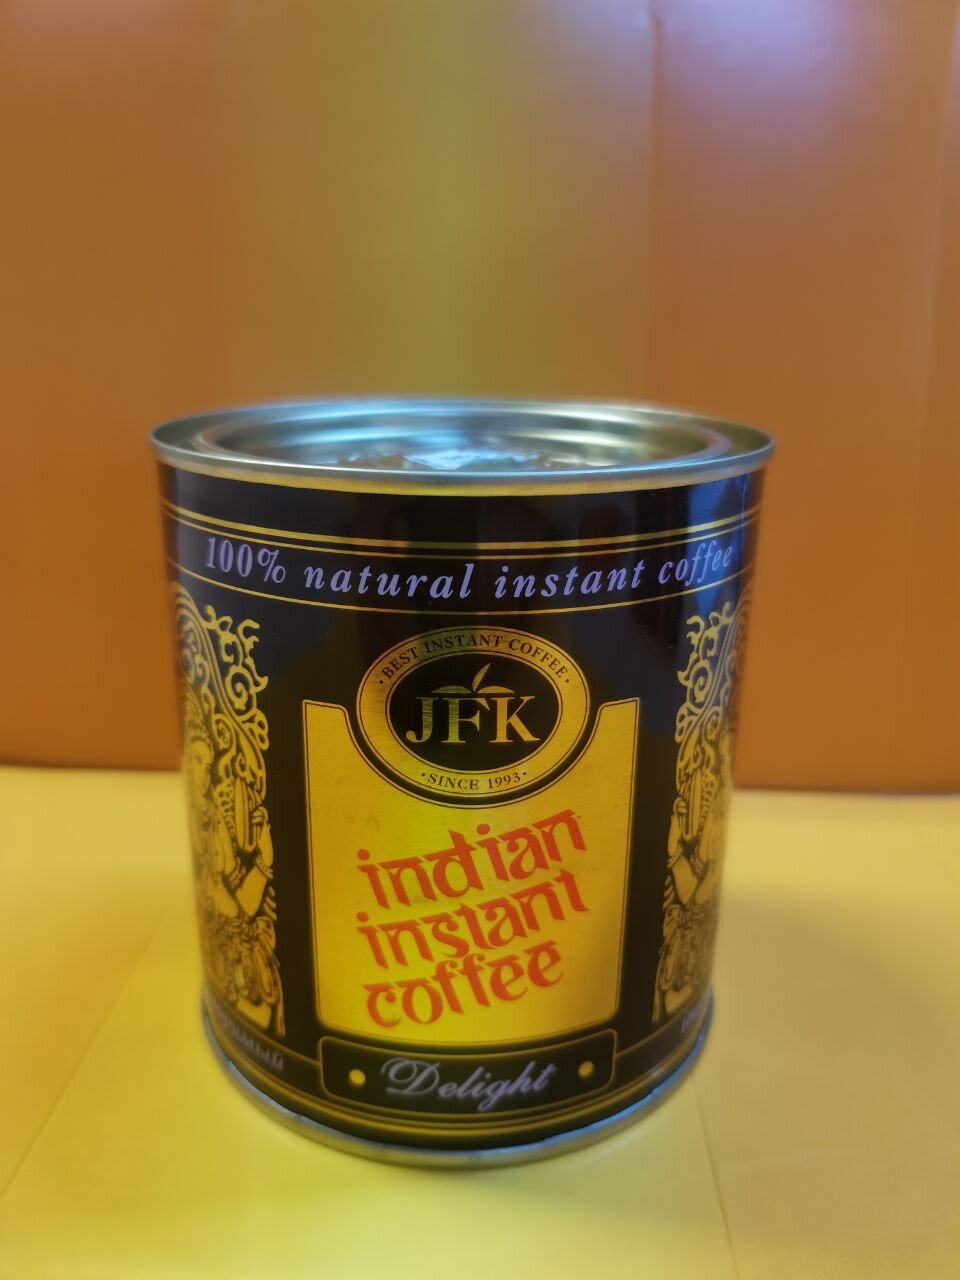 100% natural instant coffee
BEST INSTANT COFFEE
JFK
SINCE 1993
indian
instant
coffee
Delight